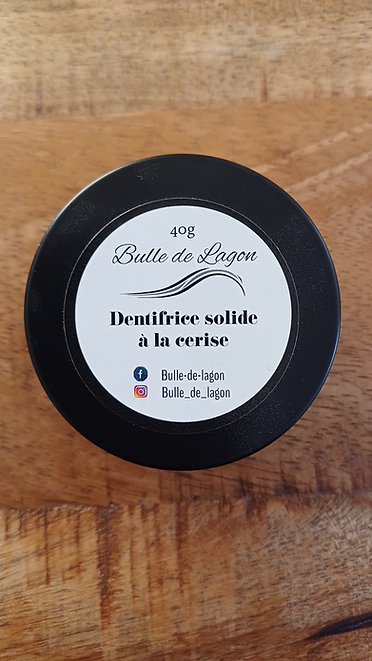 40g
Bulle de Lagon
Dentifrice solide
à la cerise
Bulle-de-lagon
Bulle_de_lagon